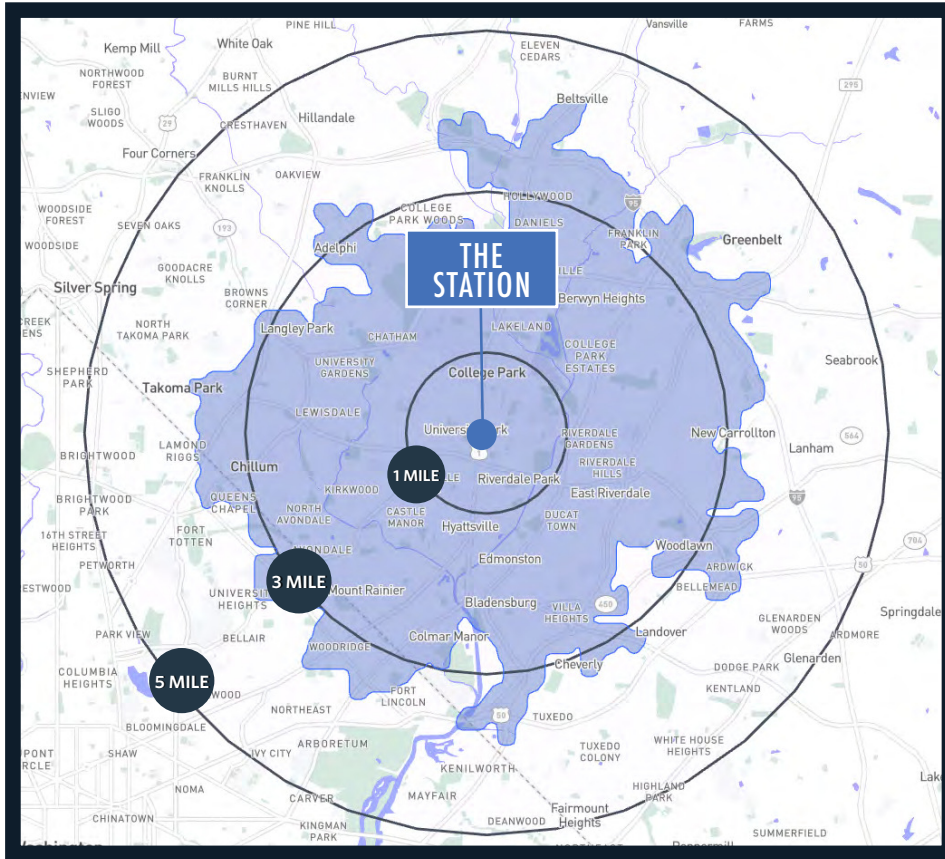 PINE HILL
Vansville
FARMS
Kemp Mill
White Oak
ELEVEN
CEDARS
NORTHWOOD
FOREST
BURNT
MILLS HILLS
295
SLIGO
WOODS
29
CRESTHAVEN
Hillandale
Beltsville
Four Corners
FRANKLIN
KNOLLS
OAKVIEW
WOODSIDE
FOREST
SEVEN OAKS
193
COLLEGE
PARK WOODS
HOLLYWOOD
95
DANIELS
FRANKLIN
PARK
Greenbelt
WOODSIDE
Adelphi
THE
STATION
GOODACRE
KNOLLS
Silver Spring
BROWNS
CORNER
Berwyn Heights
NORTH
TAKOMA PARK
Langley Park
CHATHAM
LAKELAND
COLLEGE
PARK
ESTATES
SHEPHERD
PARK
UNIVERSITY
GARDENS
College Park
Seabrook
Takoma Park
LEWISDALE
LAMOND
RIGGS
RIVERDALE
GARDENS
New Carrollton
564
Lanham
BRIGHTWOOD
Chillum
1 MILE
Riverdale Park
RIVERDALE
HILLS
East Riverdale
95
BRIGHTWOOD
PARK
QUEENS
CHAPEL
KIRKWOOD
NORTH
AVONDALE
CASTLE
MANOR
Hyattsville
DUCAT
TOWN
16TH STREET
HEIGHTS
FORT
TOTTEN
Woodlawn
704
PETWORTH
Edmonston
ARDWICK
50
3 MILE
Mount Rainier
BELLEMEAD
Bladensburg
VILLA
HEIGHTS
450
GLENARDEN
WOODS
Springdale
PARK VIEW
BELLAIR
WOODRIDGE
Colmar Manor
Landover
ARDMORE
COLUMBIA
HEIGHTS
5 MILE
Cheverly
DODGE PARK
Glenarden
FORT
LINCOLN
KENTLAND
NORTHEAST
50
TUXEDO
BLOOMINGDALE
SHAW
IVY CITY
ARBORETUM
TUXEDO
COLONY
WHITE HOUSE
HEIGHTS
NOMA
KENILWORTH
CARVER
MAYFAIR
HIGHLAND
PARK
CHINATOWN
KINGMAN
PARK
DEANWOOD
Fairmount
Heights
SUMMERFIELD